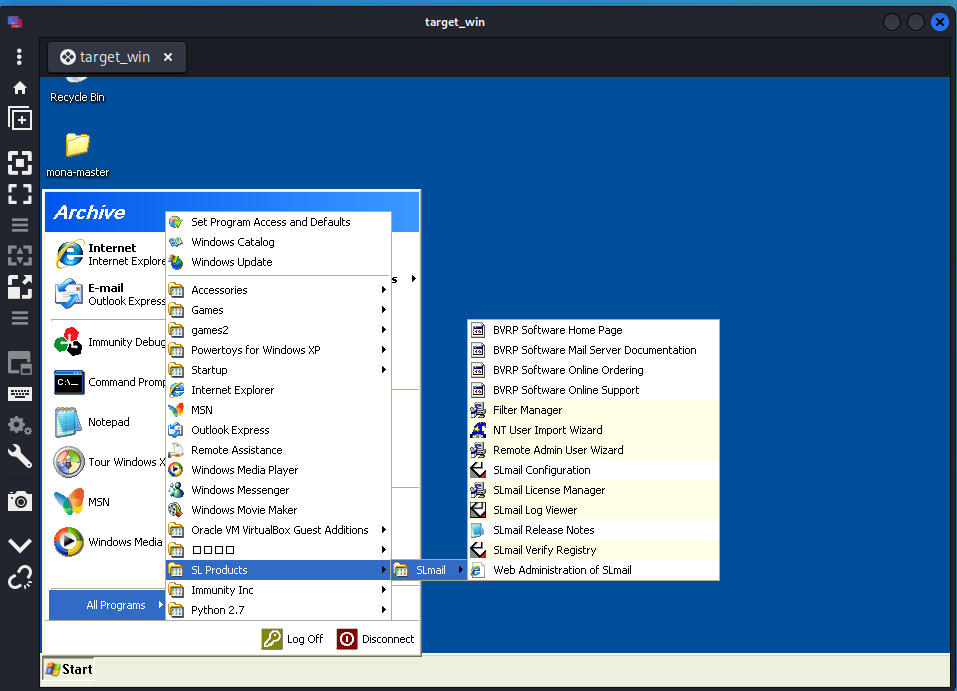 target_win
target_win
Recycle Bin
mona-master
Archive
Internet
Internet Explore
E-mail
Outlook Express
Immunity Debug
Command Promp
Notepad
Tour Windows X
MSN
Windows Media
All Programs
Set Program Access and Defaults
Windows Catalog
Windows Update
s
Accessories
Games
games2
Powertoys for Windows XP
Startup
Internet Explorer
MSN
Outlook Express
Remote Assistance
Windows Media Player
Windows Messenger
Windows Movie Maker
Oracle VM VirtualBox Guest Additions
□□□□
SL Products
Immunity Inc
Python 2.7
SLmail
BVRP Software Home Page
BVRP Software Mail Server Documentation
BVRP Software Online Ordering
BVRP Software Online Support
Filter Manager
NT User Import Wizard
Remote Admin User Wizard
SLmail Configuration
SLmail License Manager
SLmail Log Viewer
SLmail Release Notes
SLmail Verify Registry
Web Administration of SLmail
Log Off
Disconnect
Start
C:\_